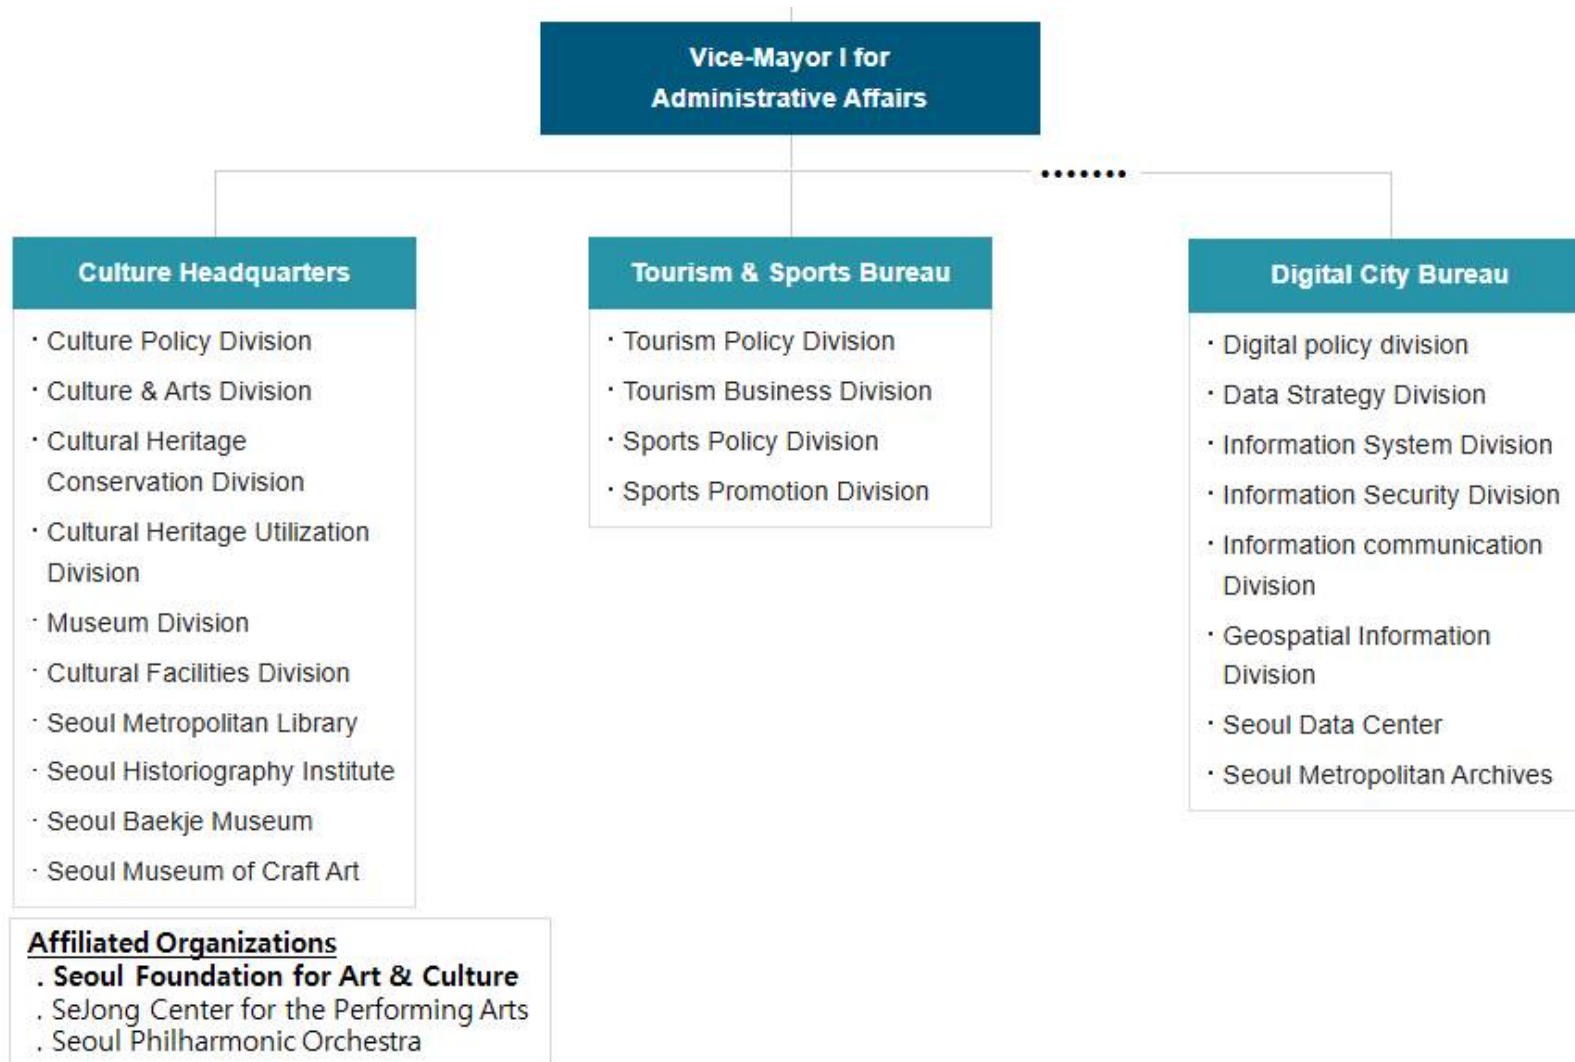 Vice-Mayor I for
Administrative Affairs
Culture Headquarters
· Culture Policy Division
· Culture & Arts Division
· Cultural Heritage
Conservation Division
· Cultural Heritage Utilization
Division
· Museum Division
· Cultural Facilities Division
· Seoul Metropolitan Library
· Seoul Historiography Institute
· Seoul Baekje Museum
· Seoul Museum of Craft Art
Affiliated Organizations
. Seoul Foundation for Art & Culture
. SeJong Center for the Performing Arts
. Seoul Philharmonic Orchestra
Tourism & Sports Bureau
· Tourism Policy Division
· Tourism Business Division
· Sports Policy Division
· Sports Promotion Division
Digital City Bureau
· Digital policy division
· Data Strategy Division
· Information System Division
· Information Security Division
· Information communication
Division
· Geospatial Information
Division
· Seoul Data Center
· Seoul Metropolitan Archives